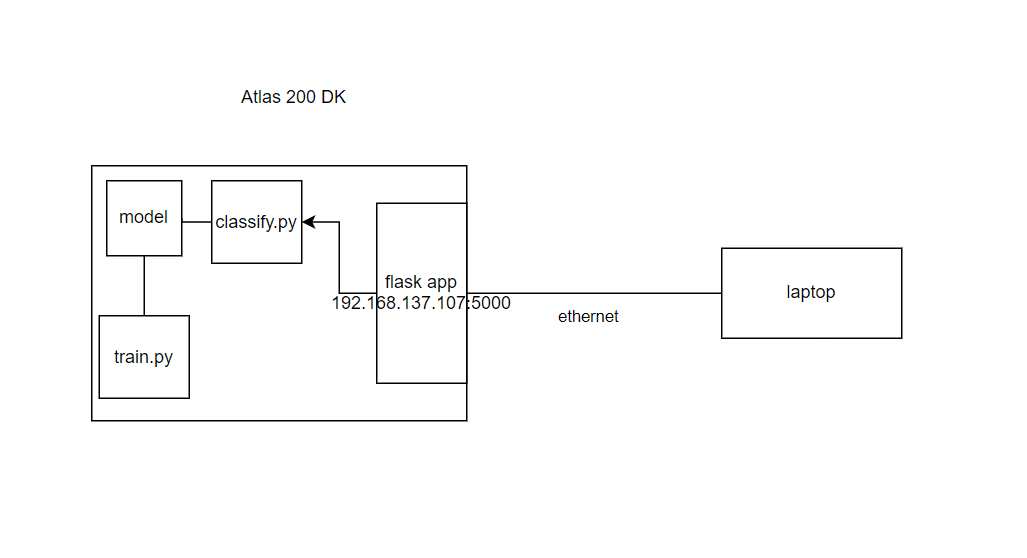 Atlas 200 DK
model
classify.py
flask app
192.168.137.107:5000
laptop
ethernet
train.py